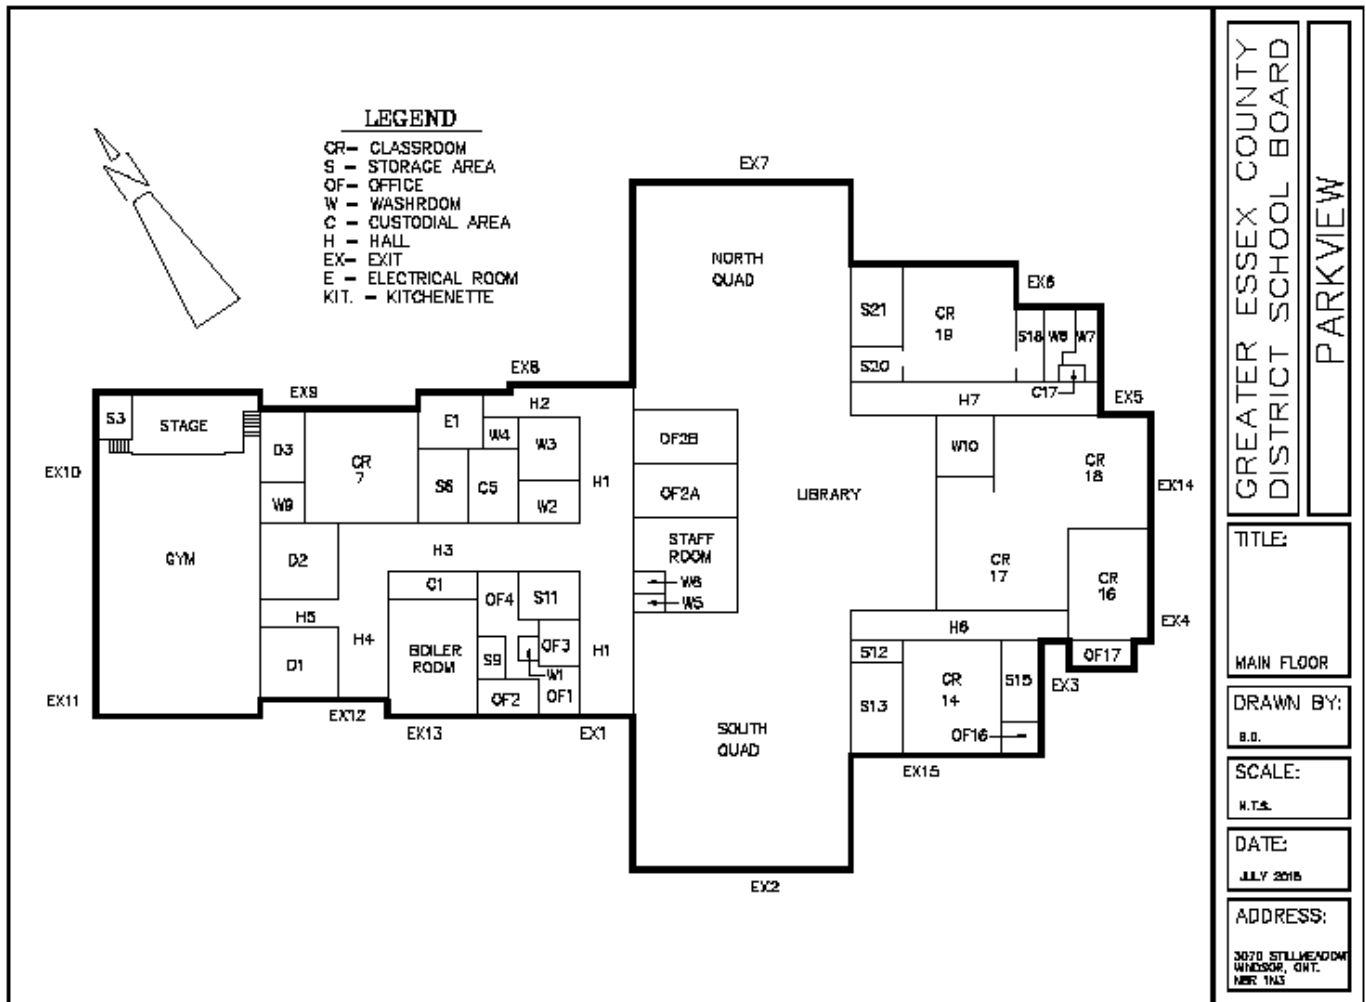 LEGEND
CR- CLASSROOM
S - STORAGE AREA
OF- OFFICE
W - WASHROOM
C - CUSTODIAL AREA
H - HALL
EX- EXIT
E - ELECTRICAL ROOM
KIT. - KITCHENETTE
EX7
NORTH
QUAD
EX6
S21
CR
19
S18
W8
W7
S20
C17
H7
EX5
EX8
EX9
S3
STAGE
H2
E1
W4
W3
D3
CR
7
OF2B
W10
CR
18
EX10
S6
C5
H1
OF2A
LIBRARY
EX14
W9
W2
GYM
D2
H3
STAFF
ROOM
CR
17
CR
16
C1
OF4
S11
W6
W5
H5
H4
H6
EX4
D1
BOILER
ROOM
S9
OF3
H1
S12
OF17
W1
EX11
OF2
OF1
CR
14
S15
EX3
EX12
S13
EX13
EX1
SOUTH
QUAD
OF16
EX15
EX2
GREATER ESSEX COUNTY
DISTRICT SCHOOL BOARD
PARKVIEW
TITLE:
MAIN FLOOR
DRAWN BY:
SCALE:
N.T.S.
DATE:
JULY 2018
ADDRESS:
3070 STILLMEADOW
WINDSOR, ONT.
1N3